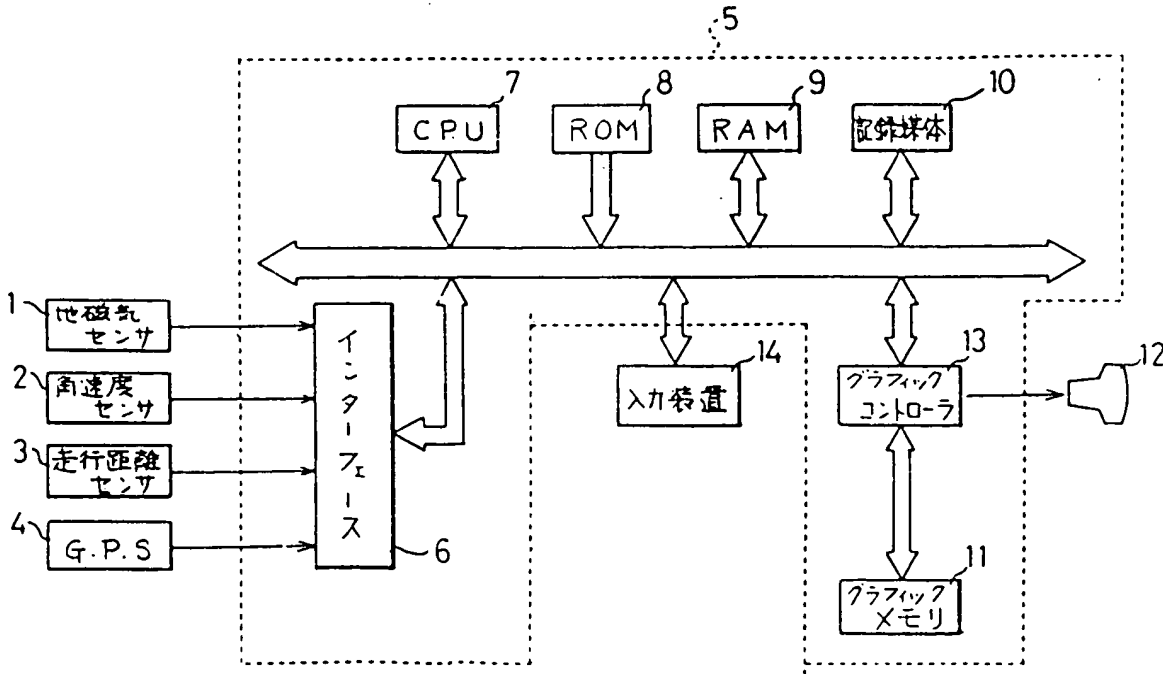 5
7
8
9
10
C.P.U
ROM
RAM
記録媒体
1
地磁気
センサ
2
角速度
センサ
3
走行距離
センサ
4
G.P.S
インターフェース
6
14
入力装置
13
グラフィック
コントローラ
12
11
グラフィック
メモリ